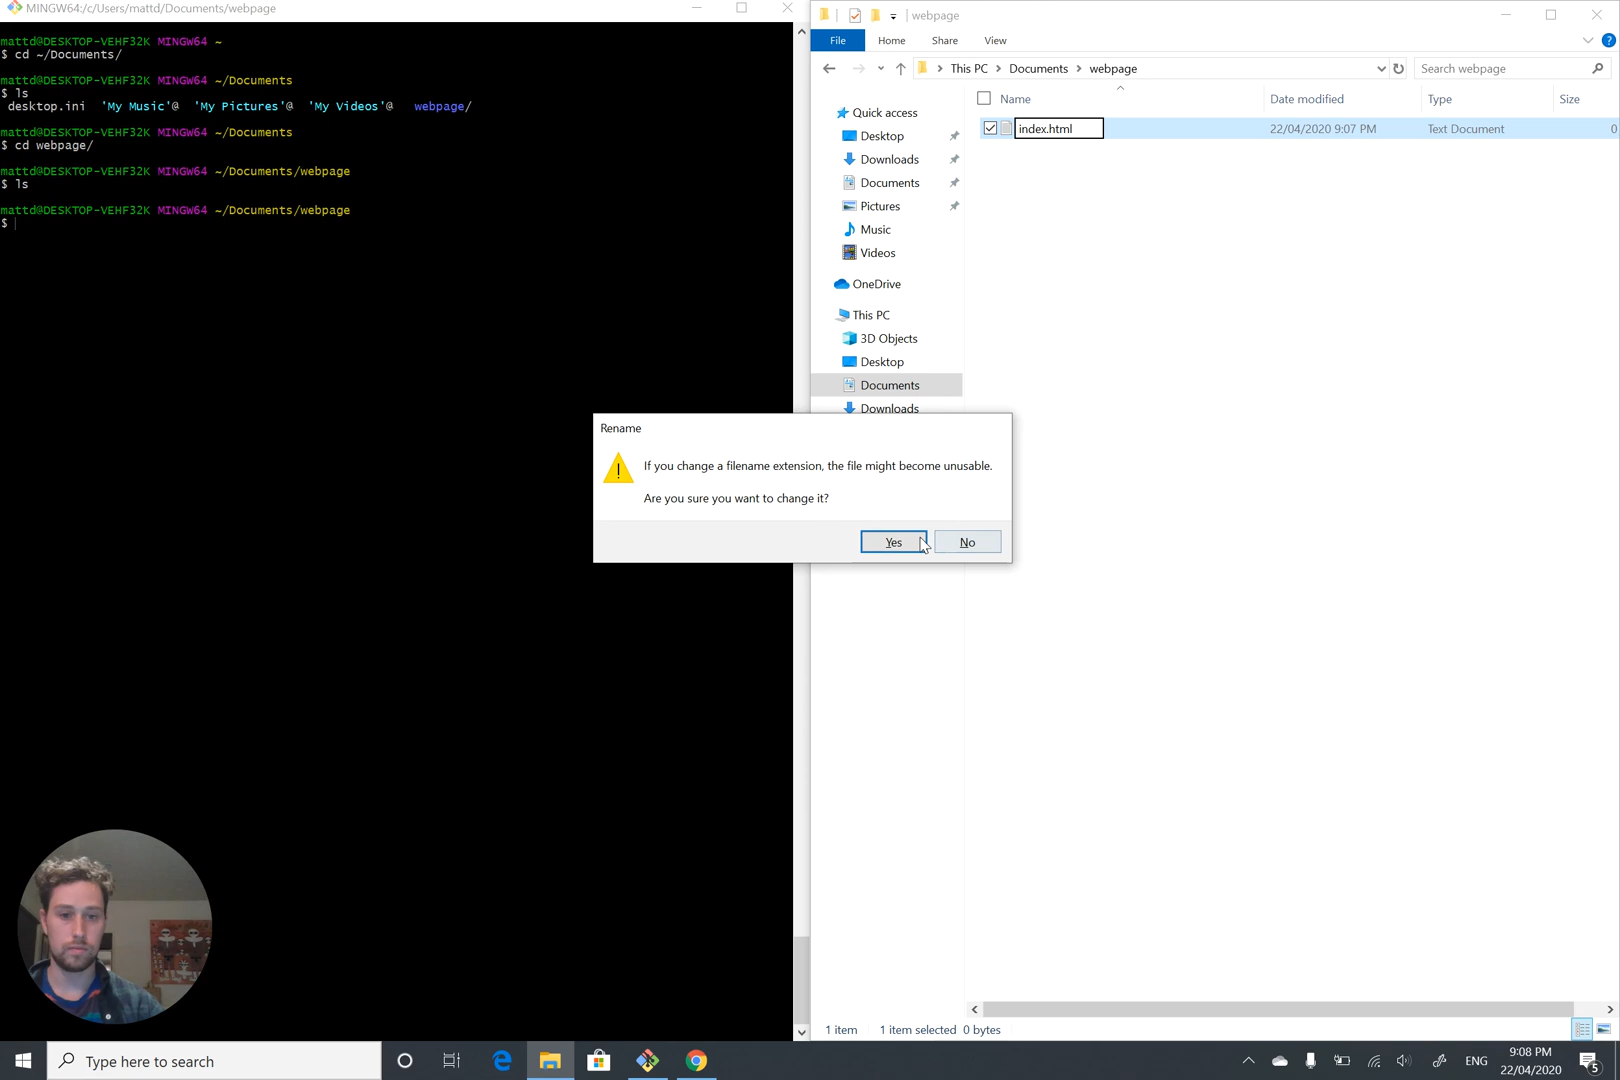 MINGW64:/c/Users/mattd/Documents/webpage
mattd@DESKTOP-VEHF32K MINGW64 ~
$ cd ~/Documents/
mattd@DESKTOP-VEHF32K MINGW64 ~/Documents
$ ls
desktop.ini 'My Music'@ 'My Pictures'@ 'My Videos'@ webpage/
mattd@DESKTOP-VEHF32K MINGW64 ~/Documents
$ cd webpage/
mattd@DESKTOP-VEHF32K MINGW64 ~/Documents/webpage
$ ls
mattd@DESKTOP-VEHF32K MINGW64 ~/Documents/webpage
$
webpage
File Home Share View
This PC > Documents > webpage
Search webpage
Name Date modified Type Size
index.html 22/04/2020 9:07 PM Text Document 0
Quick access
Desktop
Downloads
Documents
Pictures
Music
Videos
OneDrive
This PC
3D Objects
Desktop
Documents
Downloads
Rename
If you change a filename extension, the file might become unusable.
Are you sure you want to change it?
Yes No
1 item 1 item selected 0 bytes
Type here to search
ENG
9:08 PM
22/04/2020
5